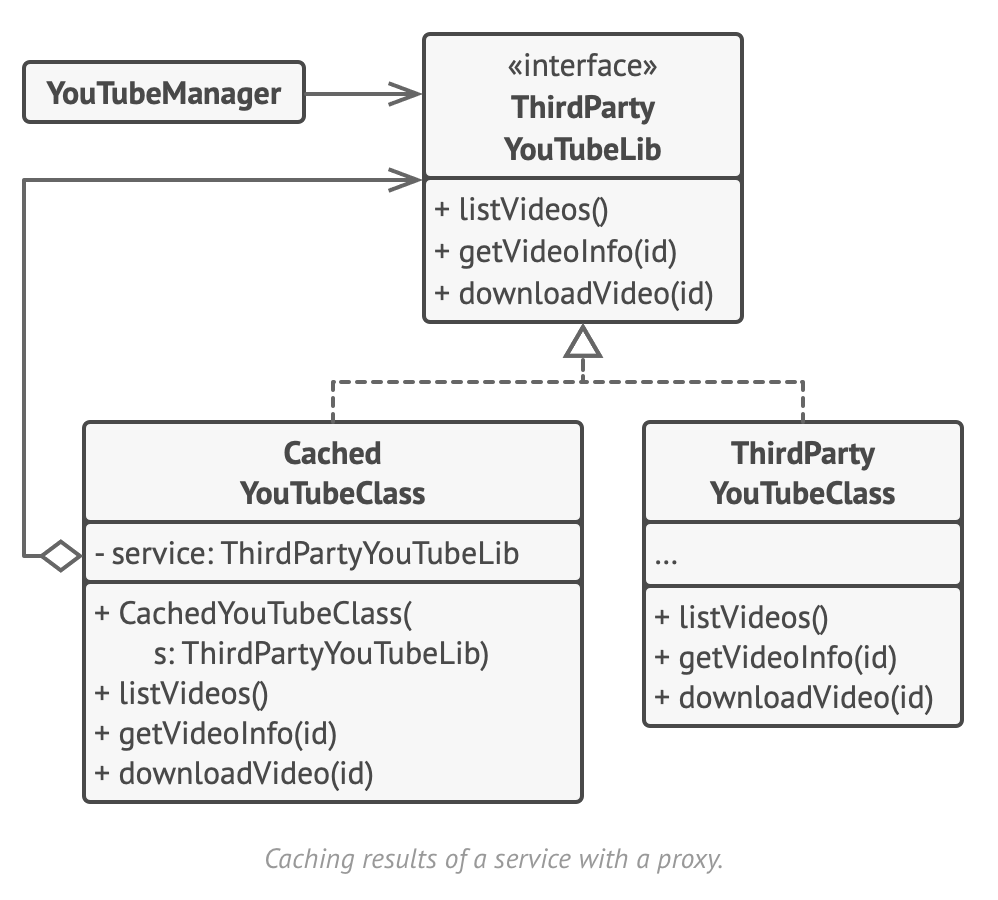 YouTubeManager
«interface»
ThirdParty
YouTubeLib
+ listVideos()
+ getVideoInfo(id)
+ downloadVideo(id)
Cached
YouTubeClass
- service: ThirdPartyYouTubeLib
+ CachedYouTubeClass(
s: ThirdPartyYouTubeLib)
+ listVideos()
+ getVideoInfo(id)
+ downloadVideo(id)
ThirdParty
YouTubeClass
...
+ listVideos()
+ getVideoInfo(id)
+ downloadVideo(id)
Caching results of a service with a proxy.